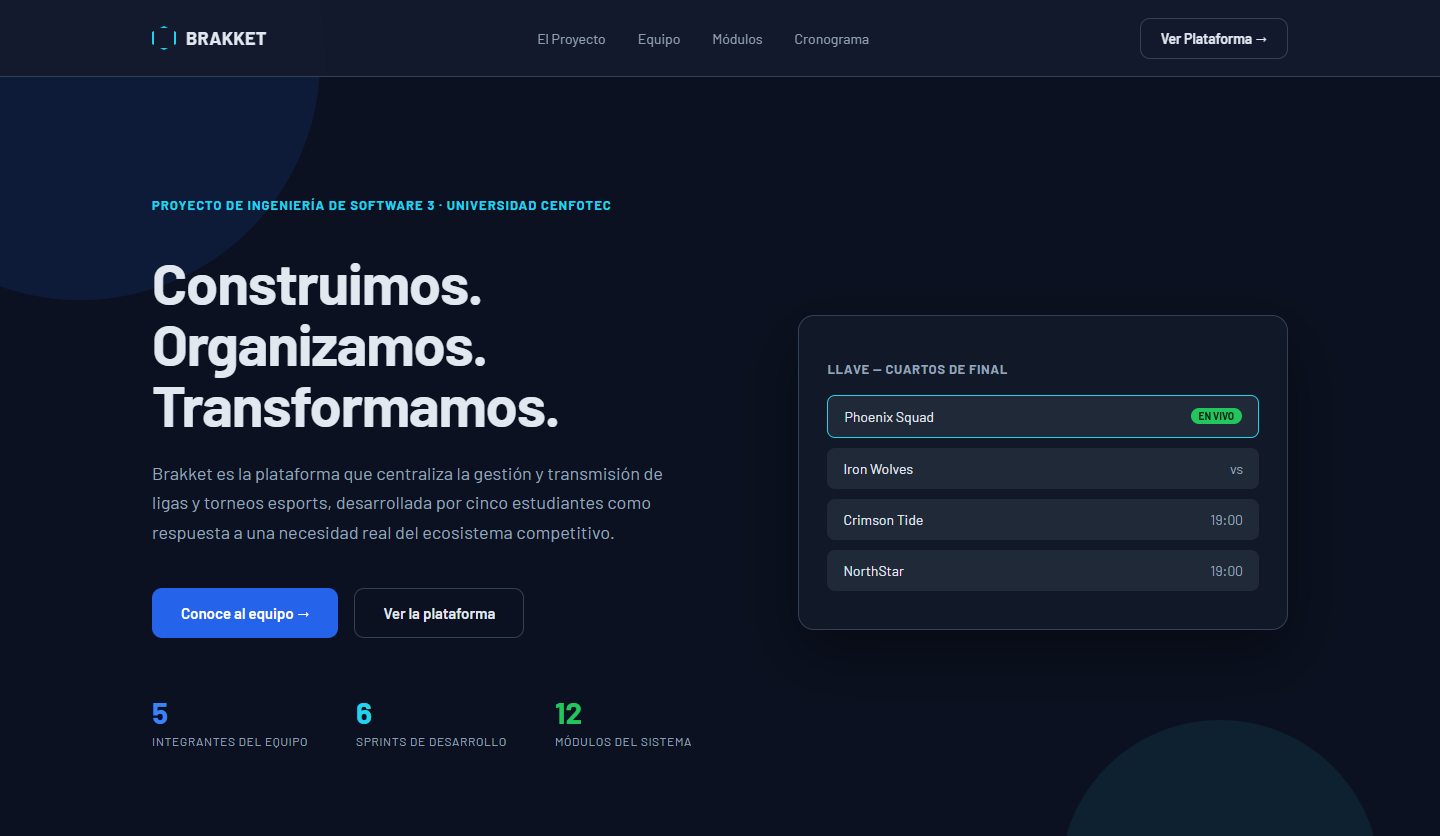 BRAKKET
El Proyecto
Equipo
Módulos
Cronograma
Ver Plataforma →
PROYECTO DE INGENIERÍA DE SOFTWARE 3 · UNIVERSIDAD CENFOTEC
Construimos.
Organizamos.
Transformamos.
Brakket es la plataforma que centraliza la gestión y transmisión de
ligas y torneos esports, desarrollada por cinco estudiantes como
respuesta a una necesidad real del ecosistema competitivo.
Conoce al equipo →
Ver la plataforma
5
INTEGRANTES DEL EQUIPO
6
SPRINTS DE DESARROLLO
12
MÓDULOS DEL SISTEMA
LLAVE — CUARTOS DE FINAL
Phoenix Squad EN VIVO
Iron Wolves vs
Crimson Tide 19:00
NorthStar 19:00